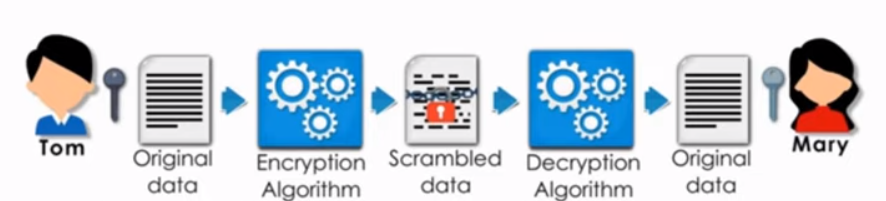 Tom
Original
data
Encryption
Algorithm
Scrambled
data
Decryption
Algorithm
Original
data
Mary